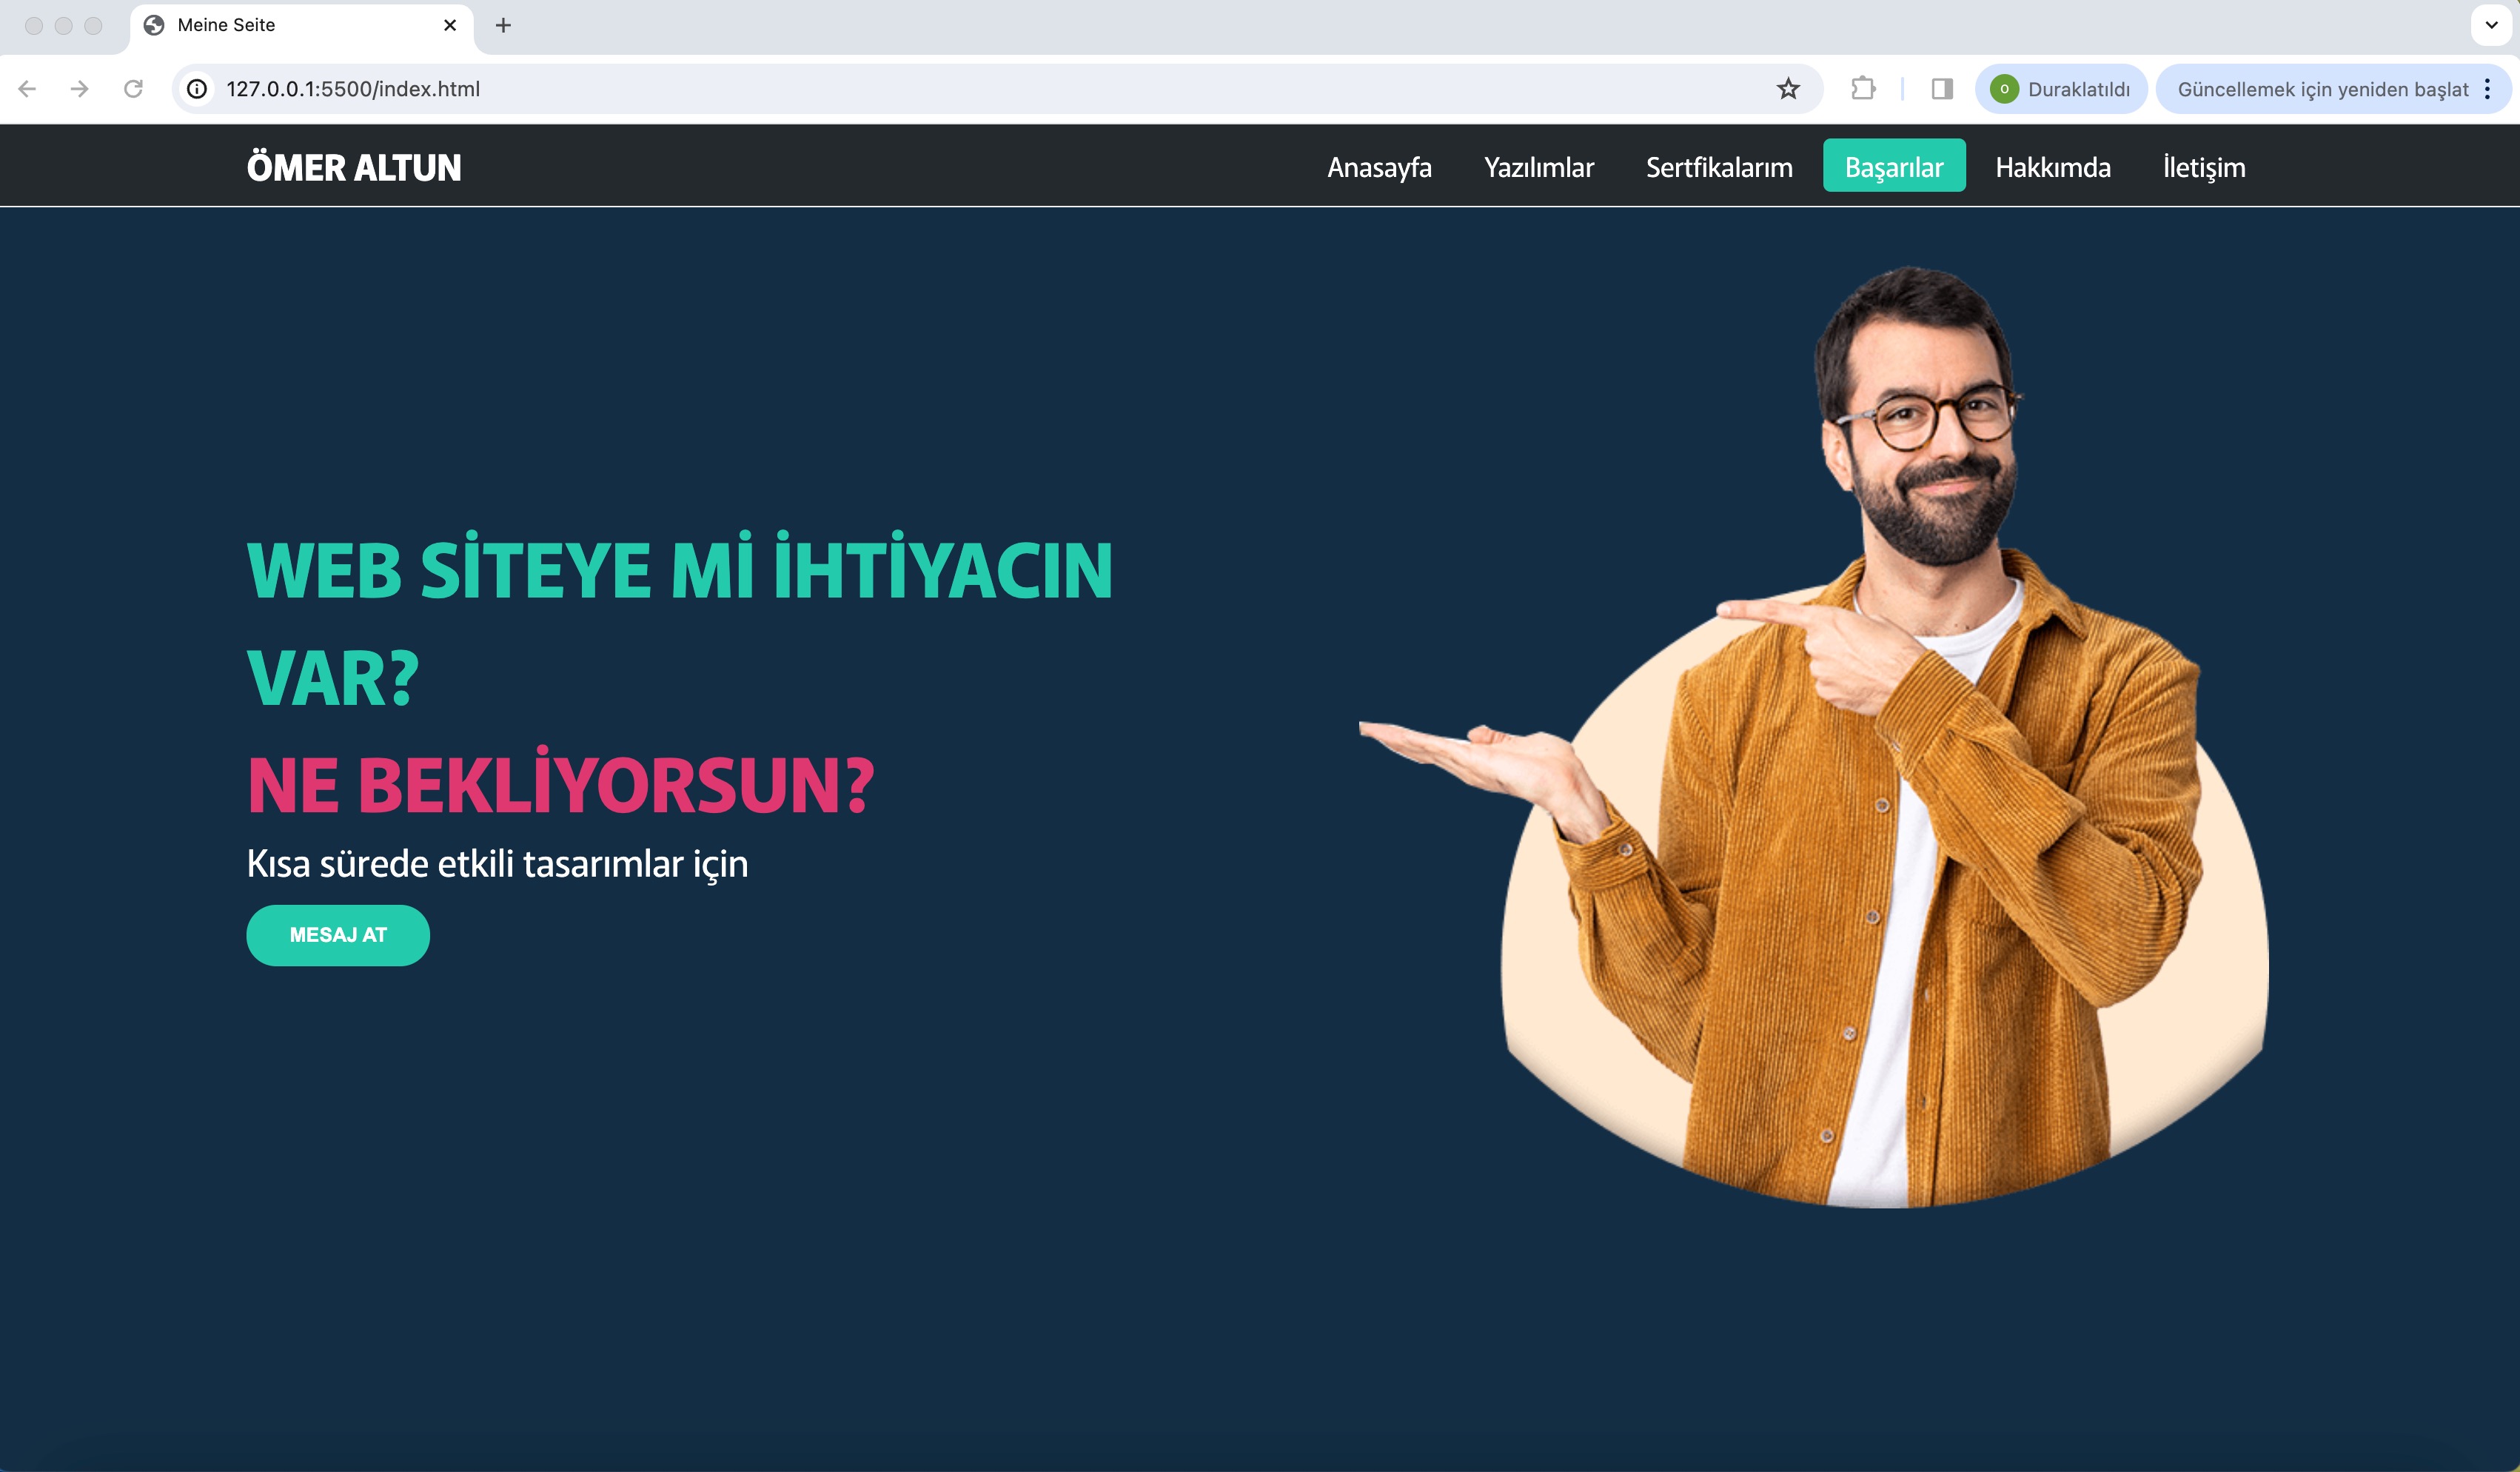 Meine Seite
127.0.0.1:5500/index.html
o Duraklatıldı
Güncellemek için yeniden başlat
ÖMER ALTUN
Anasayfa Yazılımlar Sertfikalarım Başarılar Hakkımda İletişim
WEB SİTEYE Mİ İHTİYACIN
VAR?
NE BEKLİYORSUN?
Kısa sürede etkili tasarımlar için
MESAJ AT